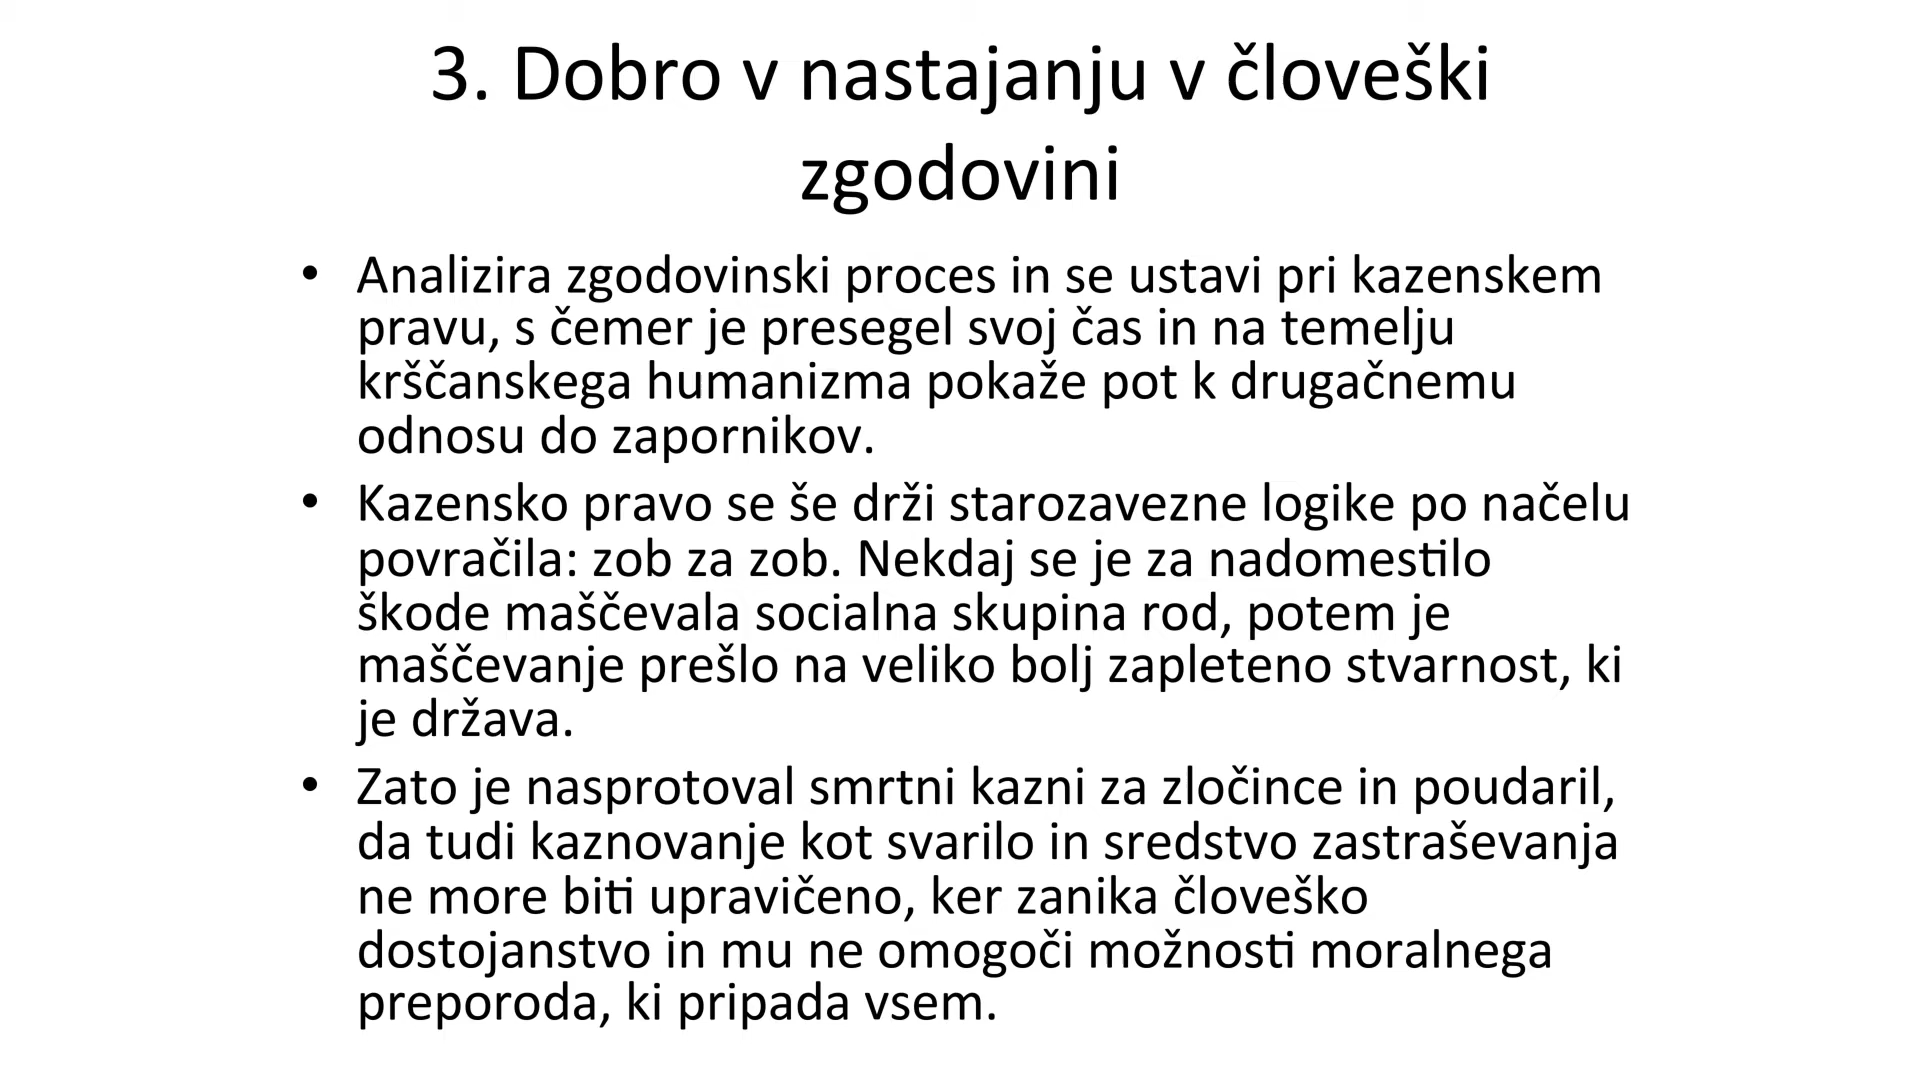 3. Dobro v nastajanju v človeški
zgodovini
• Analizira zgodovinski proces in se ustavi pri kazenskem
pravu, s čemer je presegel svoj čas in na temelju
krščanskega humanizma pokaže pot k drugačnemu
odnosu do zapornikov.
• Kazensko pravo se še drži starozavezne logike po načelu
povračila: zob za zob. Nekdaj se je za nadomestilo
škode maščevala socialna skupina rod, potem je
maščevanje prešlo na veliko bolj zapleteno stvarnost, ki
je država.
• Zato je nasprotoval smrtni kazni za zločince in poudaril,
da tudi kaznovanje kot svarilo in sredstvo zastraševanja
ne more biti upravičeno, ker zanika človeško
dostojanstvo in mu ne omogoči možnosti moralnega
preporoda, ki pripada vsem.